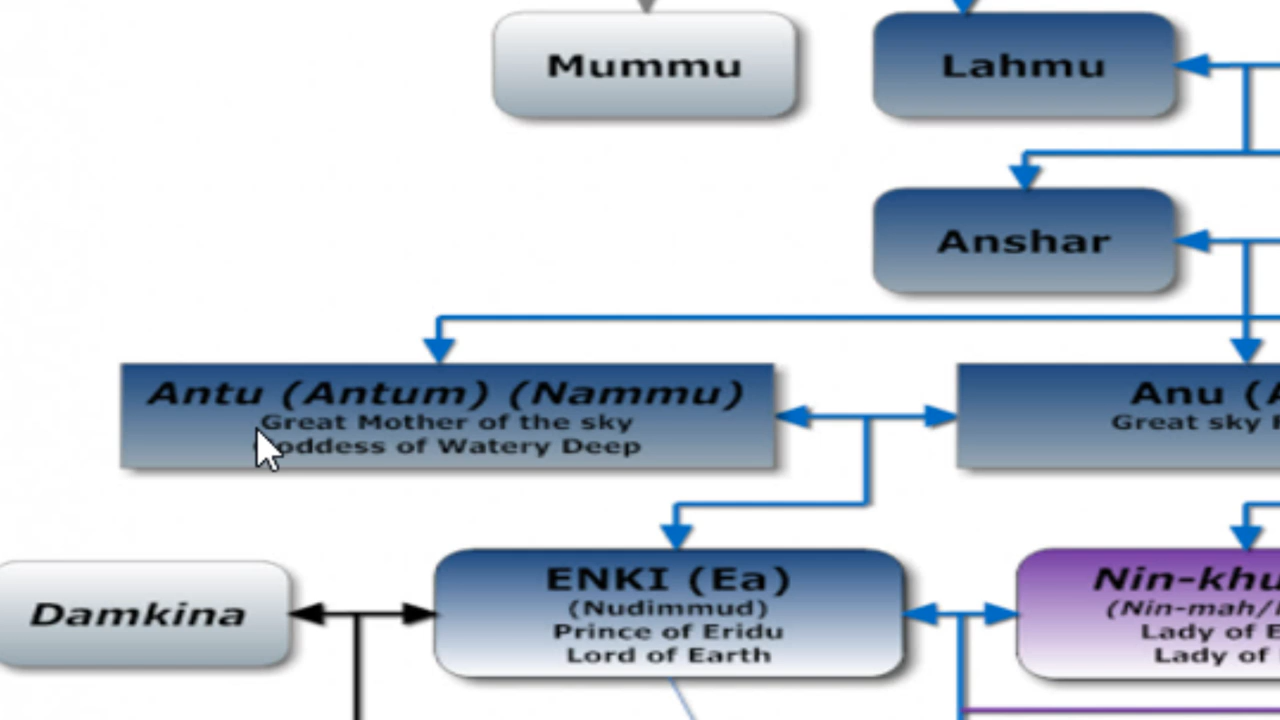 Mummu
Lahmu
Anshar
Antu (Antum) (Nammu)
Great Mother of the sky
Goddess of Watery Deep
Anu (
Great sky
ENKI (Ea)
(Nudimmud)
Prince of Eridu
Lord of Earth
Damkina
Nin-khu
(Nin-mah/
Lady of E
Lady of